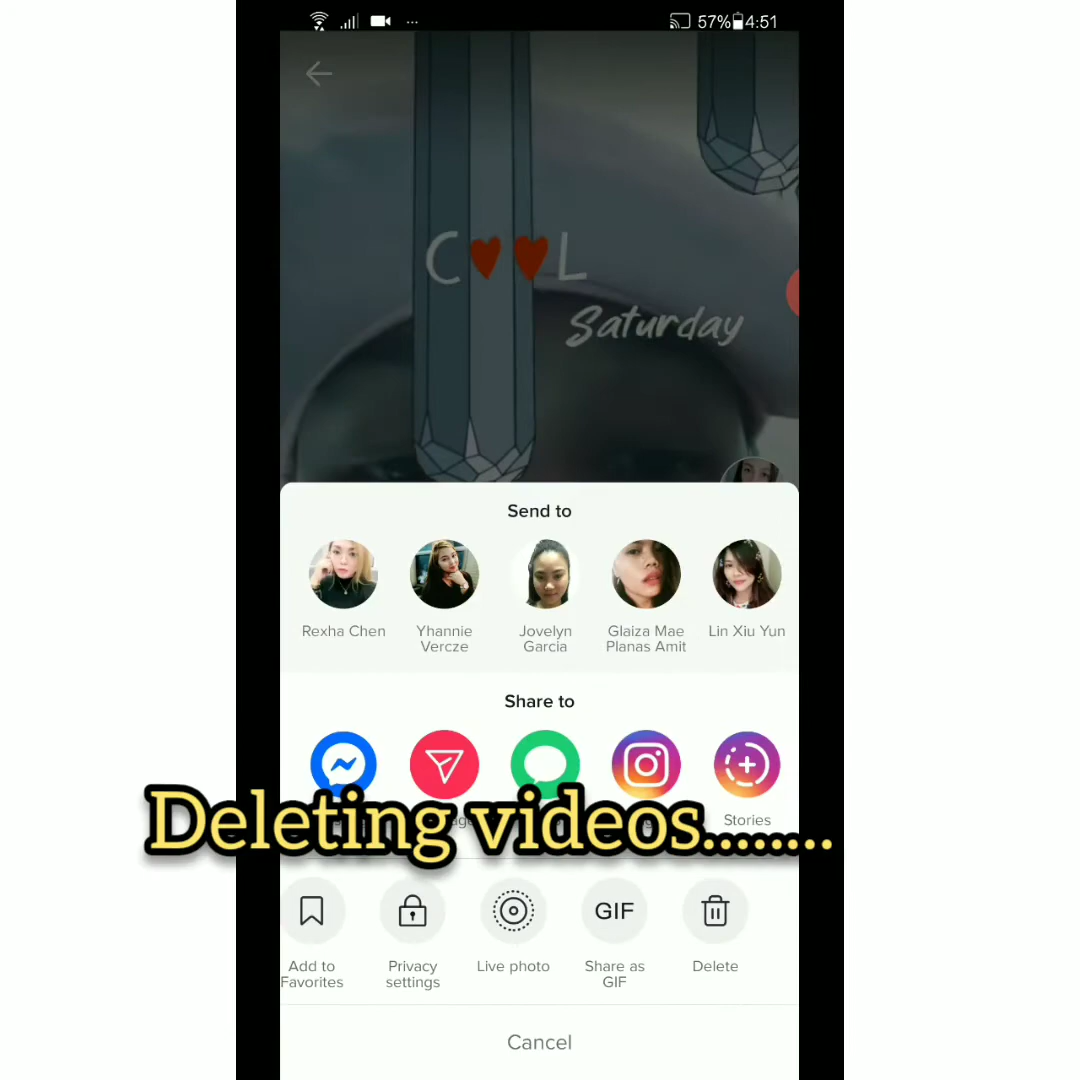 57% 4:51
C❤❤L
Saturday
Send to
Rexha Chen
Yhannie Vercze
Jovelyn Garcia
Glaiza Mae Planas Amit
Lin Xiu Yun
Share to
Stories
Deleting videos........
Add to Favorites
Privacy settings
Live photo
GIF
Share as GIF
Delete
Cancel